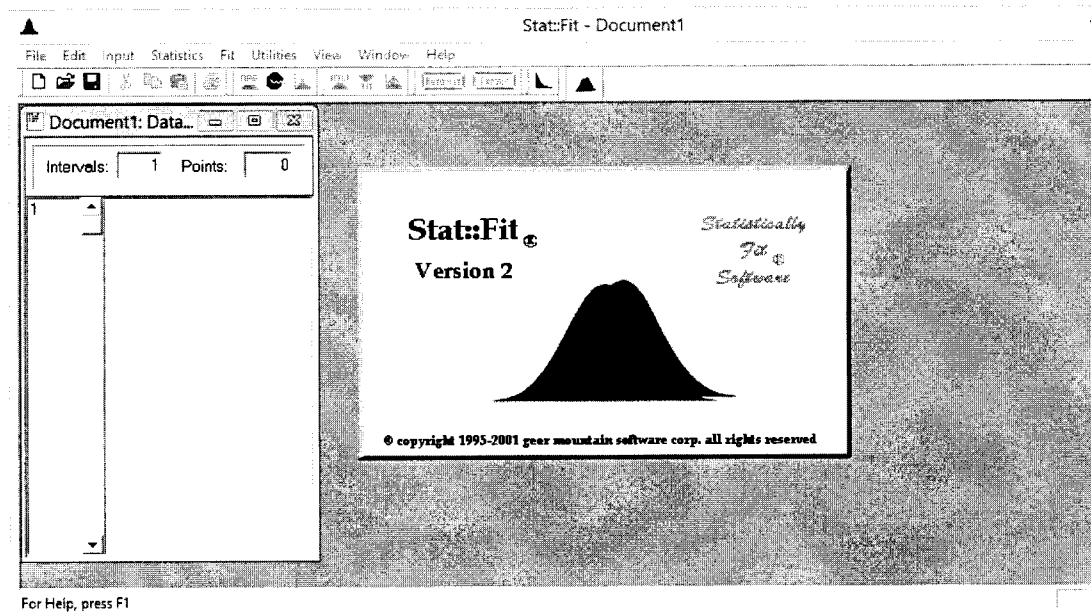 Stat::Fit - Document1
File Edit Input Statistics Fit Utilities View Window Help
Document1: Data...
Intervals: 1 Points: 0
1
Stat::Fit ®
Version 2
Statistically
Fit ®
Software
© copyright 1995-2001 geer mountain software corp. all rights reserved
For Help, press F1